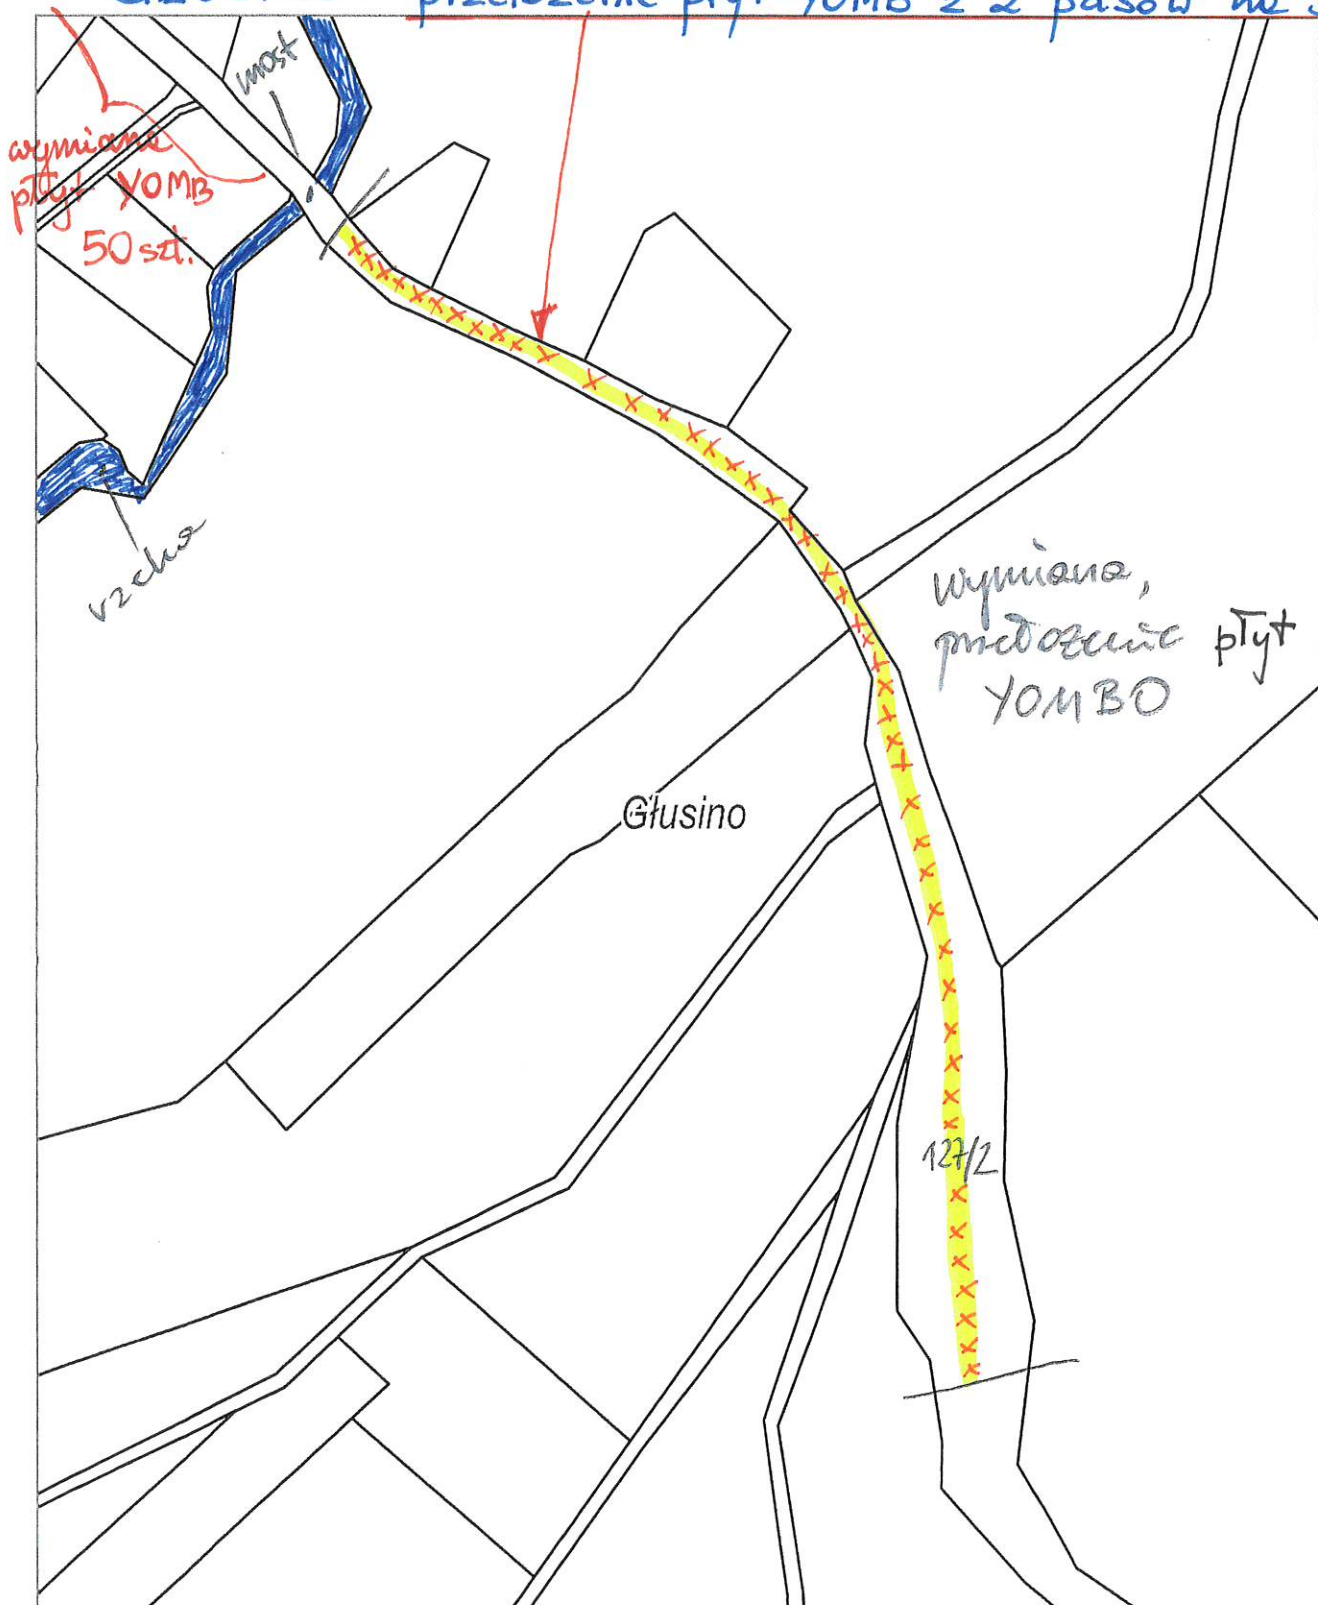 przełożenie płyt YOMB z 2 pasów na
most
wymiana
płyt YOMB
50 szt.
rzeka
wymiana,
przełożenie płyt
YOMBO
Głusino
127/2